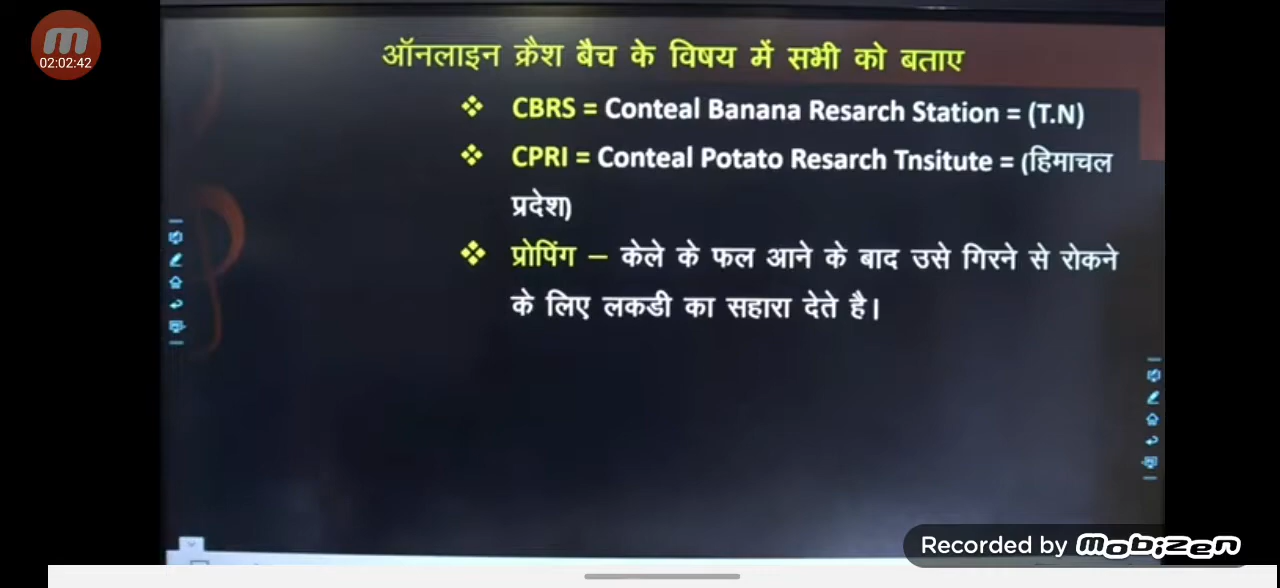 02:02:42
ऑनलाइन क्रैश बैच के विषय में सभी को बताए
❖ CBRS = Conteal Banana Resarch Station = (T.N)
❖ CPRI = Conteal Potato Resarch Tnsitute = (हिमाचल
प्रदेश)
❖ प्रोपिंग – केले के फल आने के बाद उसे गिरने से रोकने
के लिए लकडी का सहारा देते है।
Recorded by mobizen